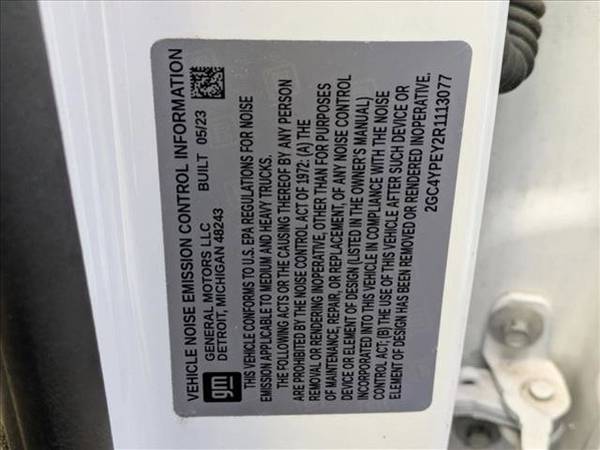 VEHICLE NOISE EMISSION CONTROL INFORMATION
gm
GENERAL MOTORS LLC
DETROIT, MICHIGAN 48243
BUILT 05/23
THIS VEHICLE CONFORMS TO U.S. EPA REGULATIONS FOR NOISE
EMISSION APPLICABLE TO MEDIUM AND HEAVY TRUCKS.
THE FOLLOWING ACTS OR THE CAUSING THEREOF BY ANY PERSON
ARE PROHIBITED BY THE NOISE CONTROL ACT OF 1972: (A) THE
REMOVAL OR RENDERING INOPERATIVE, OTHER THAN FOR PURPOSES
OF MAINTENANCE, REPAIR, OR REPLACEMENT, OF ANY NOISE CONTROL
DEVICE OR ELEMENT OF DESIGN (LISTED IN THE OWNER'S MANUAL)
INCORPORATED INTO THIS VEHICLE IN COMPLIANCE WITH THE NOISE
CONTROL ACT; (B) THE USE OF THIS VEHICLE AFTER SUCH DEVICE OR
ELEMENT OF DESIGN HAS BEEN REMOVED OR RENDERED INOPERATIVE.
2GC4YPEY2R1113077